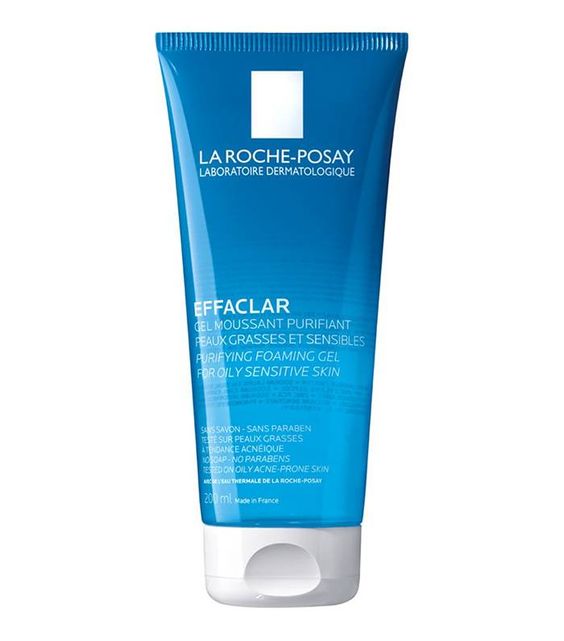 LA ROCHE-POSAY
LABORATOIRE DERMATOLOGIQUE
EFFACLAR
GEL MOUSSANT PURIFIANT
PEAUX GRASSES ET SENSIBLES
PURIFYING FOAMING GEL
FOR OILY SENSITIVE SKIN
SANS SAVON - SANS PARABEN
TESTÉ SUR PEAUX GRASSES
À TENDANCE ACNÉIQUE
NO SOAP - NO PARABENS
TESTED ON OILY ACNE-PRONE SKIN
AVEC DE L'EAU THERMALE DE LA ROCHE-POSAY
200 ml Made in France